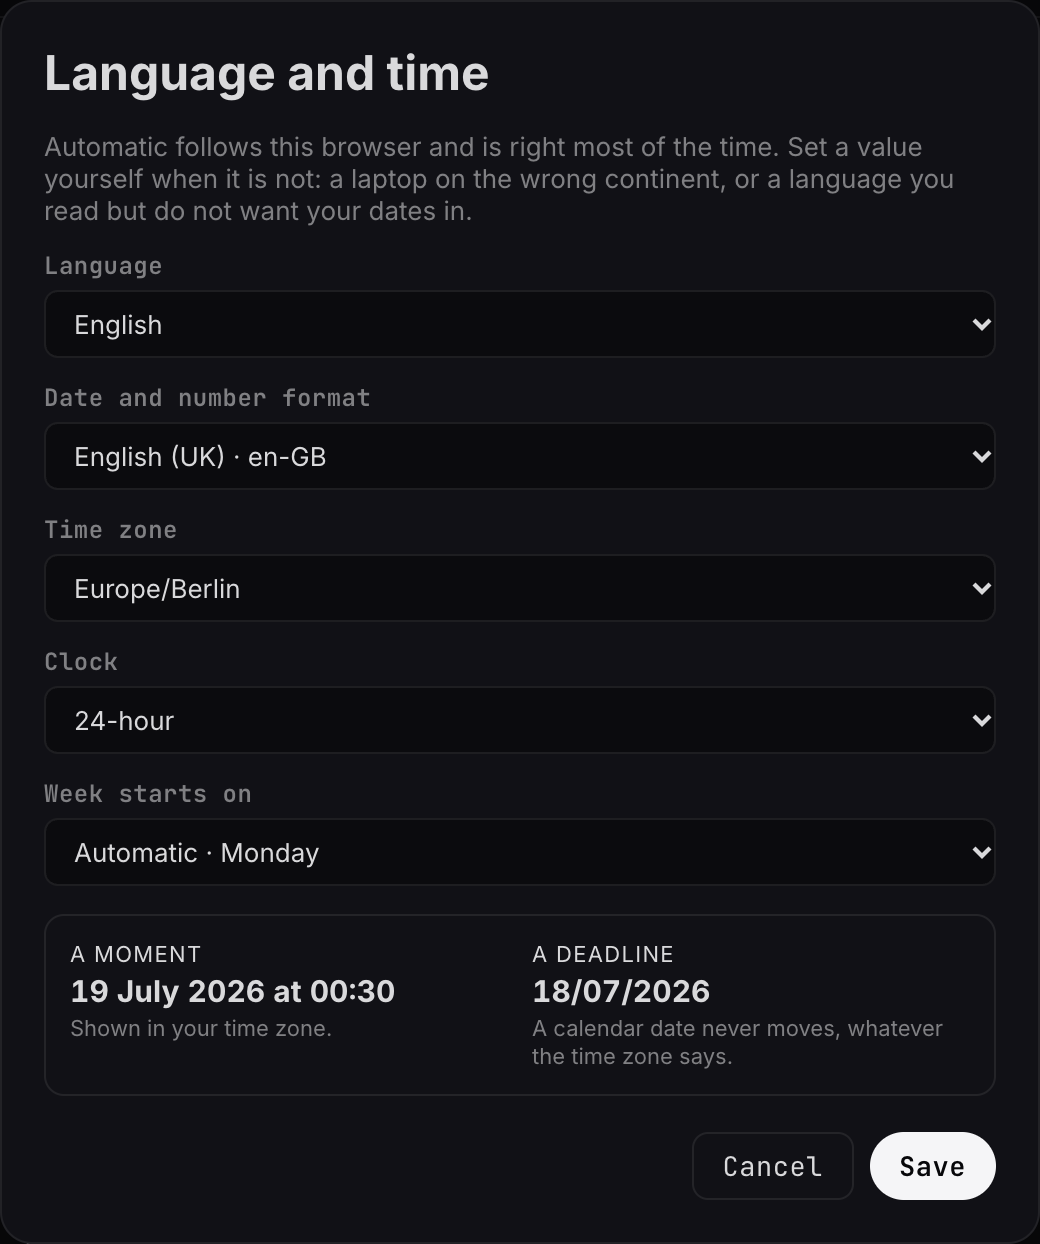 Language and time
Automatic follows this browser and is right most of the time. Set a value
yourself when it is not: a laptop on the wrong continent, or a language you
read but do not want your dates in.
Language
English
Date and number format
English (UK) · en-GB
Time zone
Europe/Berlin
Clock
24-hour
Week starts on
Automatic · Monday
A MOMENT
19 July 2026 at 00:30
Shown in your time zone.
A DEADLINE
18/07/2026
A calendar date never moves, whatever
the time zone says.
Cancel
Save